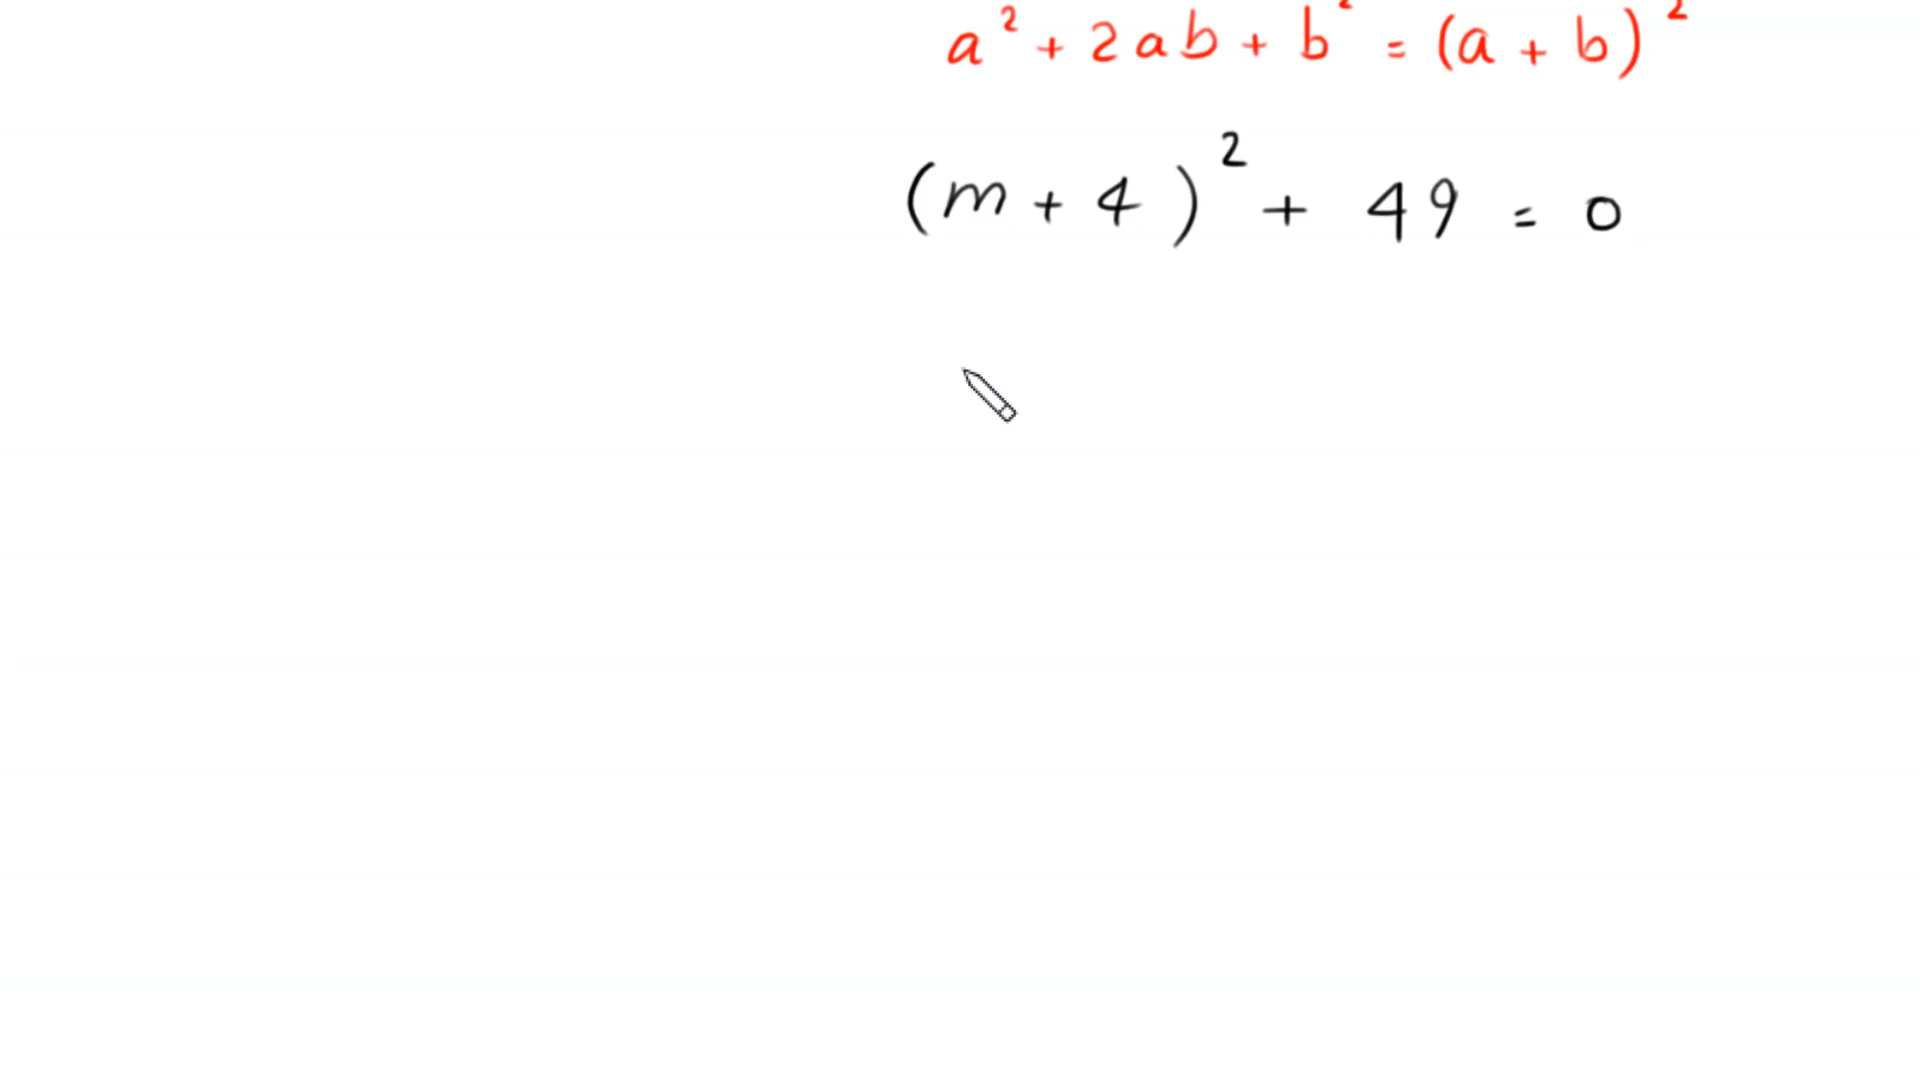 a² + 2ab + b² = (a + b)²
(m + 4)² + 49 = 0